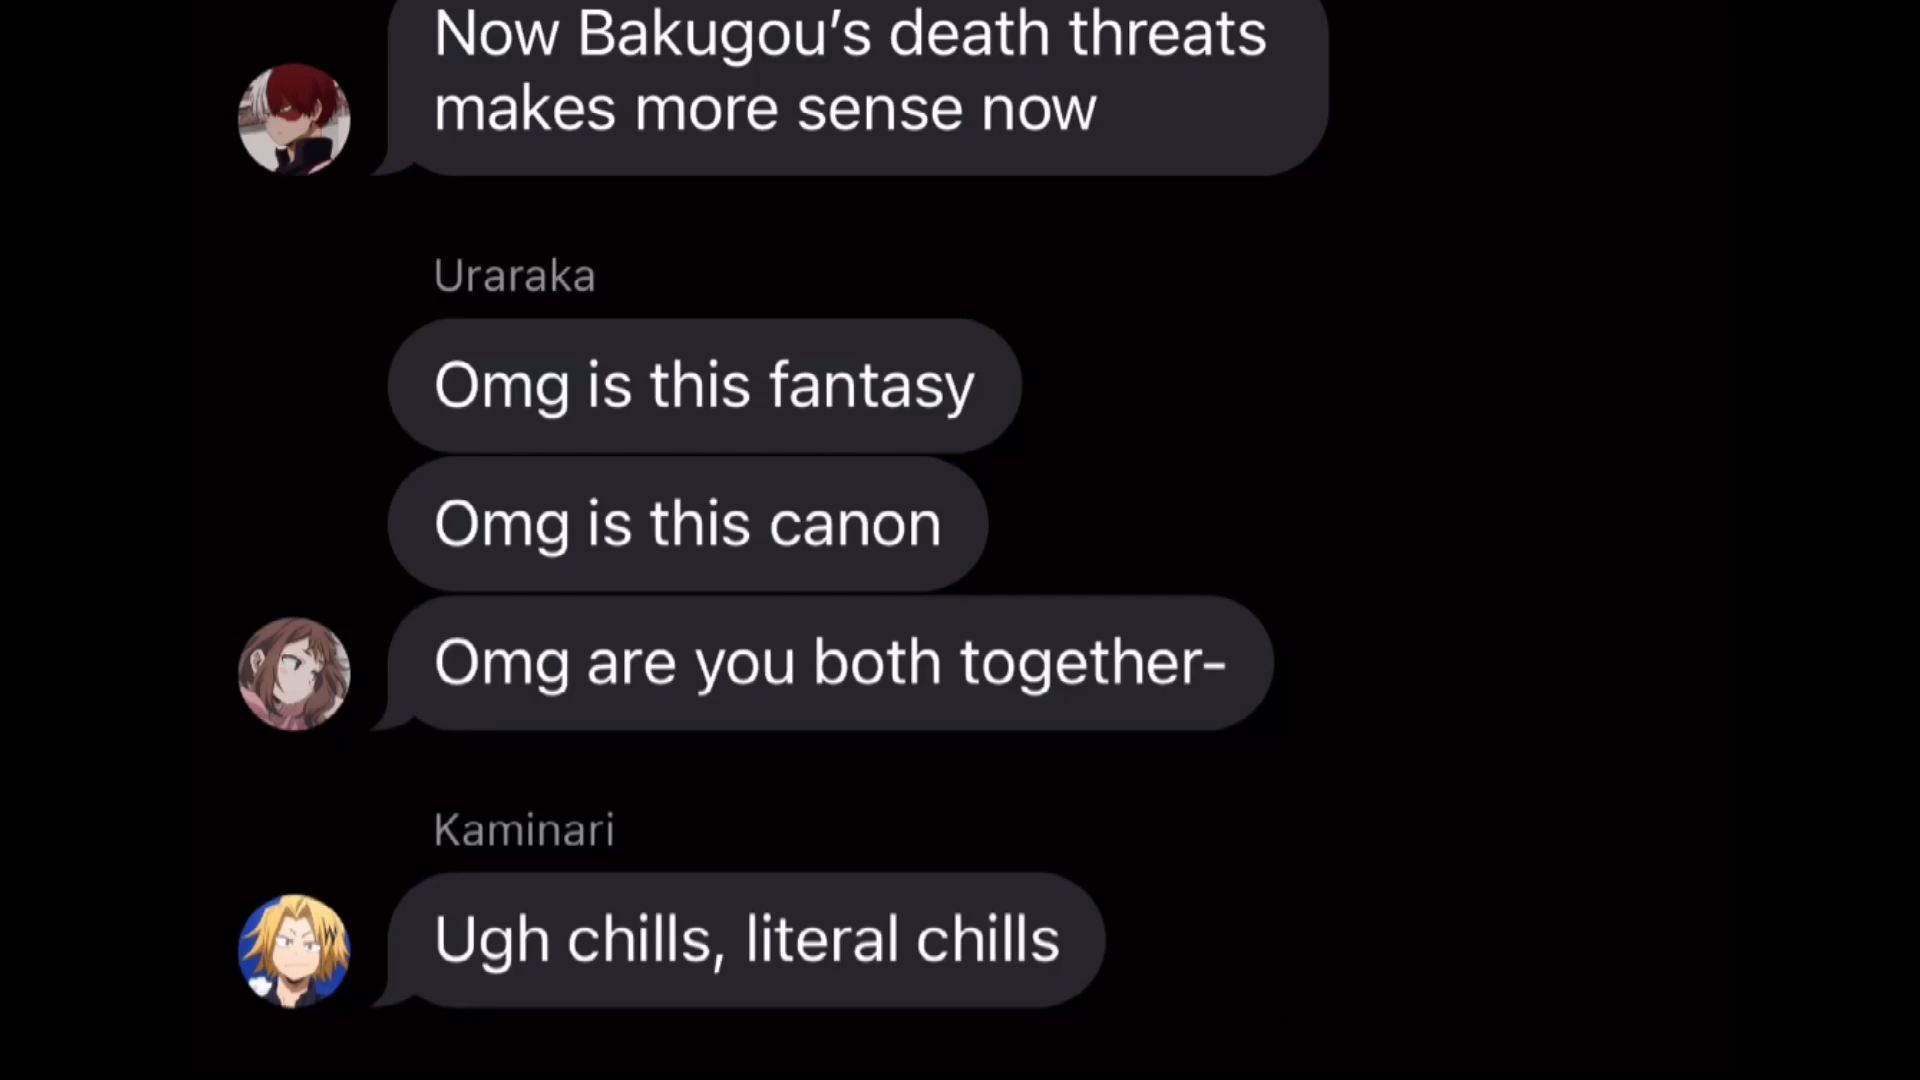 Now Bakugou’s death threats
makes more sense now
Uraraka
Omg is this fantasy
Omg is this canon
Omg are you both together-
Kaminari
Ugh chills, literal chills